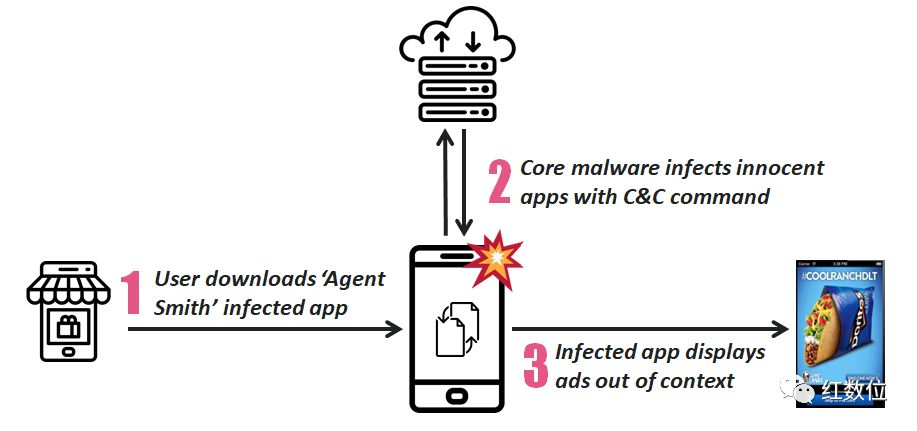 2
Core malware infects innocent
apps with C&C command
1
User downloads ‘Agent
Smith’ infected app
3
Infected app displays
ads out of context
#COOLRANCHDLT
Doritos
红数位